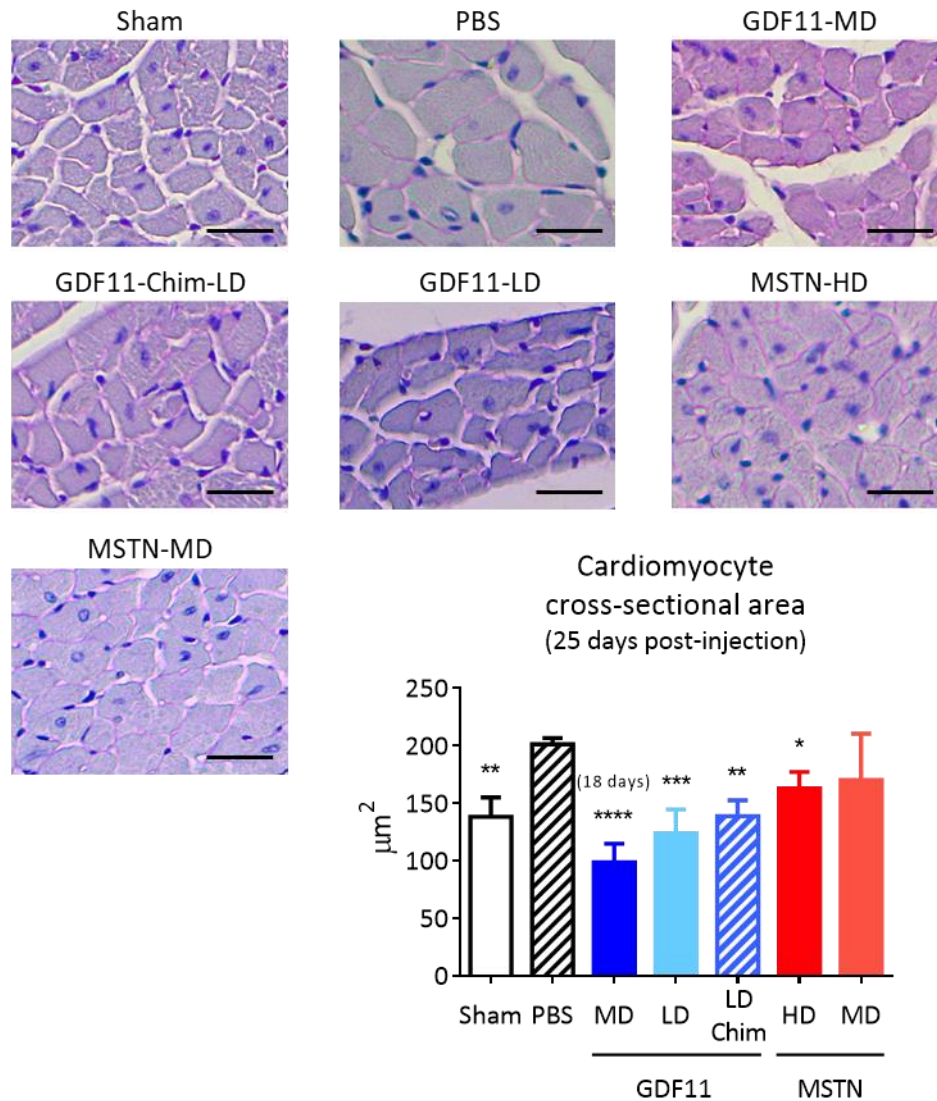 Sham
PBS
GDF11-MD
GDF11-Chim-LD
GDF11-LD
MSTN-HD
MSTN-MD
Cardiomyocyte
cross-sectional area
(25 days post-injection)
μm²
250
200
150
100
50
0
**
(18 days)
****
***
**
*
Sham PBS MD LD LD Chim HD MD
GDF11 MSTN